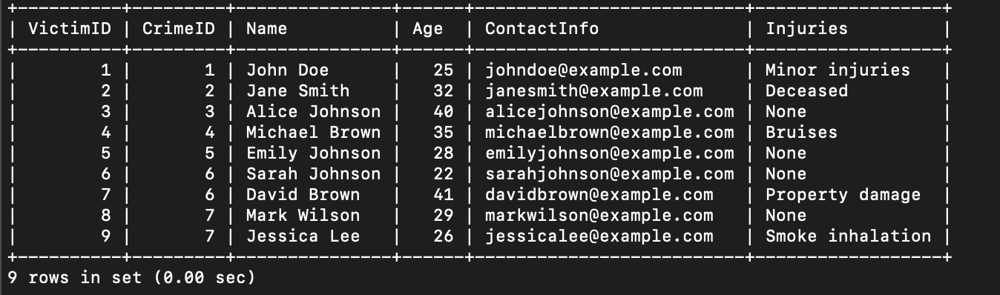 +----------+---------+---------------+------+--------------------------+------------------+
| VictimID | CrimeID | Name          | Age  | ContactInfo              | Injuries         |
+----------+---------+---------------+------+--------------------------+------------------+
|        1 |       1 | John Doe      |   25 | johndoe@example.com      | Minor injuries   |
|        2 |       2 | Jane Smith    |   32 | janesmith@example.com    | Deceased         |
|        3 |       3 | Alice Johnson |   40 | alicejohnson@example.com | None             |
|        4 |       4 | Michael Brown |   35 | michaelbrown@example.com | Bruises          |
|        5 |       5 | Emily Johnson |   28 | emilyjohnson@example.com | None             |
|        6 |       6 | Sarah Johnson |   22 | sarahjohnson@example.com | None             |
|        7 |       6 | David Brown   |   41 | davidbrown@example.com   | Property damage  |
|        8 |       7 | Mark Wilson   |   29 | markwilson@example.com   | None             |
|        9 |       7 | Jessica Lee   |   26 | jessicalee@example.com   | Smoke inhalation |
+----------+---------+---------------+------+--------------------------+------------------+
9 rows in set (0.00 sec)